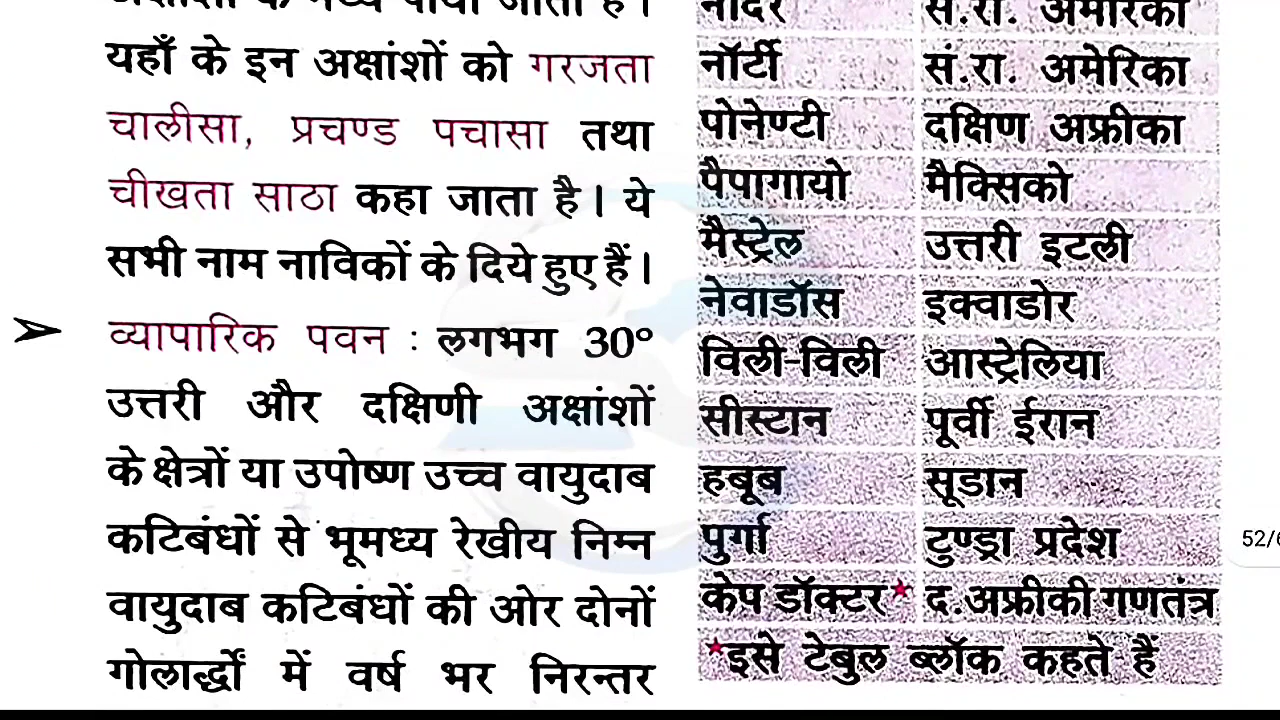 यहाँ के इन अक्षांशों को गरजता
चालीसा, प्रचण्ड पचासा तथा
चीखता साठा कहा जाता है। ये
सभी नाम नाविकों के दिये हुए हैं।
➤ व्यापारिक पवन : लगभग 30°
उत्तरी और दक्षिणी अक्षांशों
के क्षेत्रों या उपोष्ण उच्च वायुदाब
कटिबंधों से भूमध्य रेखीय निम्न
वायुदाब कटिबंधों की ओर दोनों
गोलार्द्धों में वर्ष भर निरन्तर
सं.रा. अमेरिका
नॉर्टी सं.रा. अमेरिका
पोनेण्टी दक्षिण अफ्रीका
पैपागायो मैक्सिको
मैस्ट्रेल उत्तरी इटली
नेवाडॉस इक्वाडोर
विली-विली आस्ट्रेलिया
सीस्टान पूर्वी ईरान
हबूब सूडान
पुर्गा टुण्ड्रा प्रदेश
केप डॉक्टर* द.अफ्रीकी गणतंत्र
*इसे टेबुल ब्लॉक कहते हैं